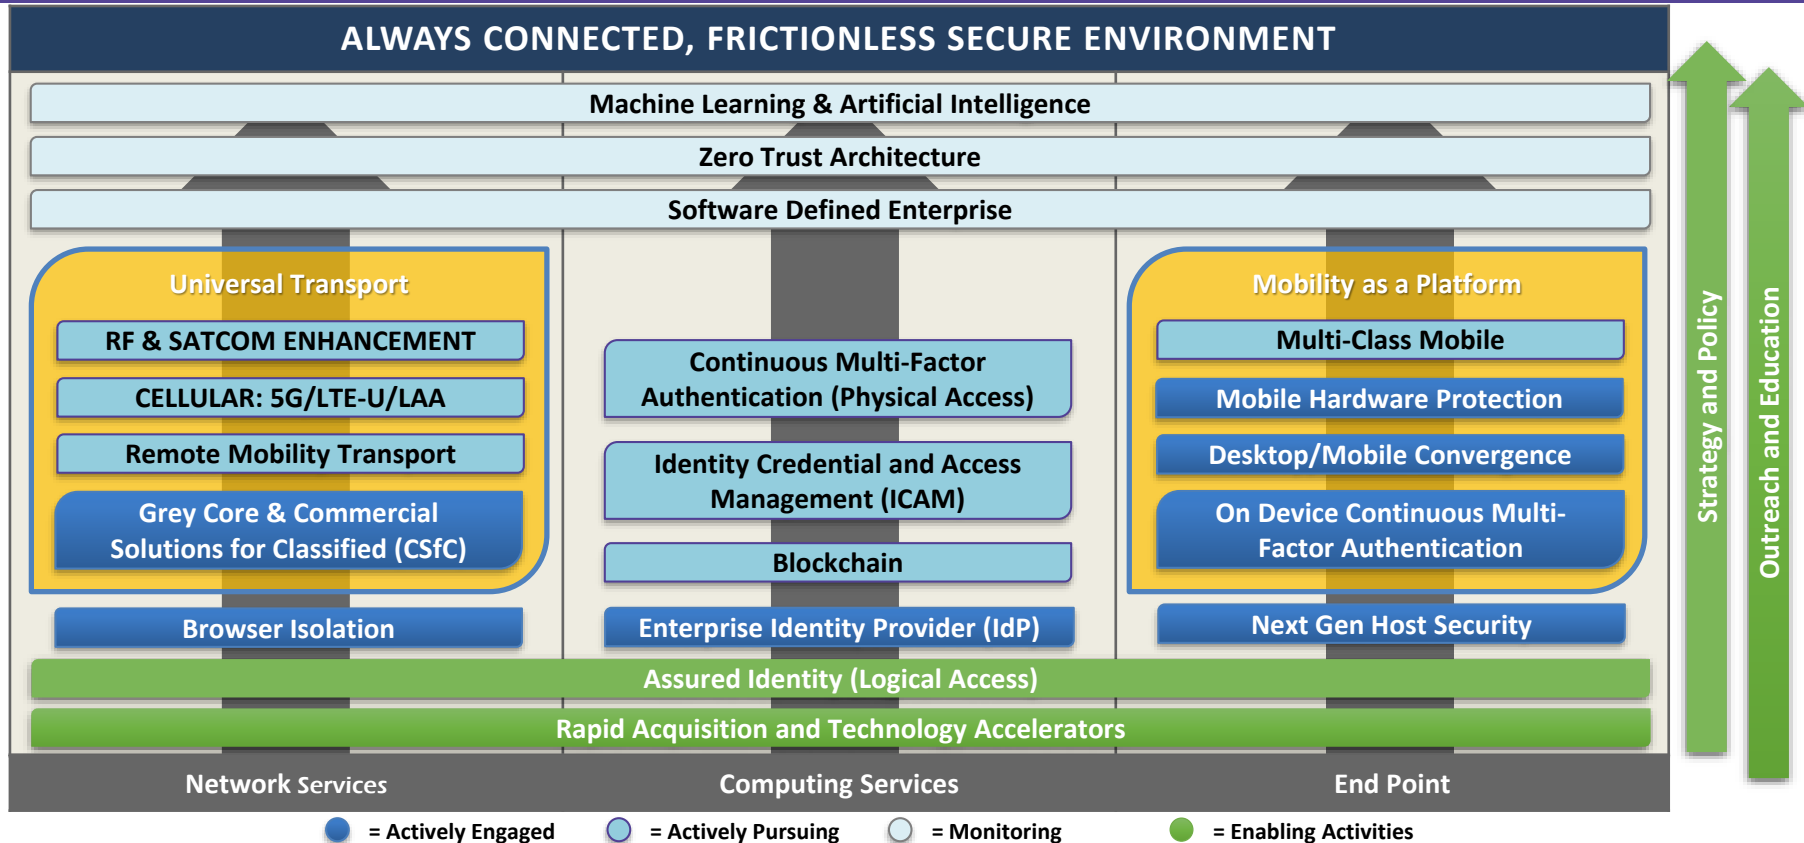 ALWAYS CONNECTED, FRICTIONLESS SECURE ENVIRONMENT
Machine Learning & Artificial Intelligence
Zero Trust Architecture
Software Defined Enterprise
Universal Transport
RF & SATCOM ENHANCEMENT
CELLULAR: 5G/LTE-U/LAA
Remote Mobility Transport
Grey Core & Commercial
Solutions for Classified (CSfC)
Browser Isolation
Continuous Multi-Factor
Authentication (Physical Access)
Identity Credential and Access
Management (ICAM)
Blockchain
Enterprise Identity Provider (IdP)
Mobility as a Platform
Multi-Class Mobile
Mobile Hardware Protection
Desktop/Mobile Convergence
On Device Continuous Multi-
Factor Authentication
Next Gen Host Security
Assured Identity (Logical Access)
Rapid Acquisition and Technology Accelerators
Network Services
Computing Services
End Point
Strategy and Policy
Outreach and Education
= Actively Engaged
= Actively Pursuing
= Monitoring
= Enabling Activities